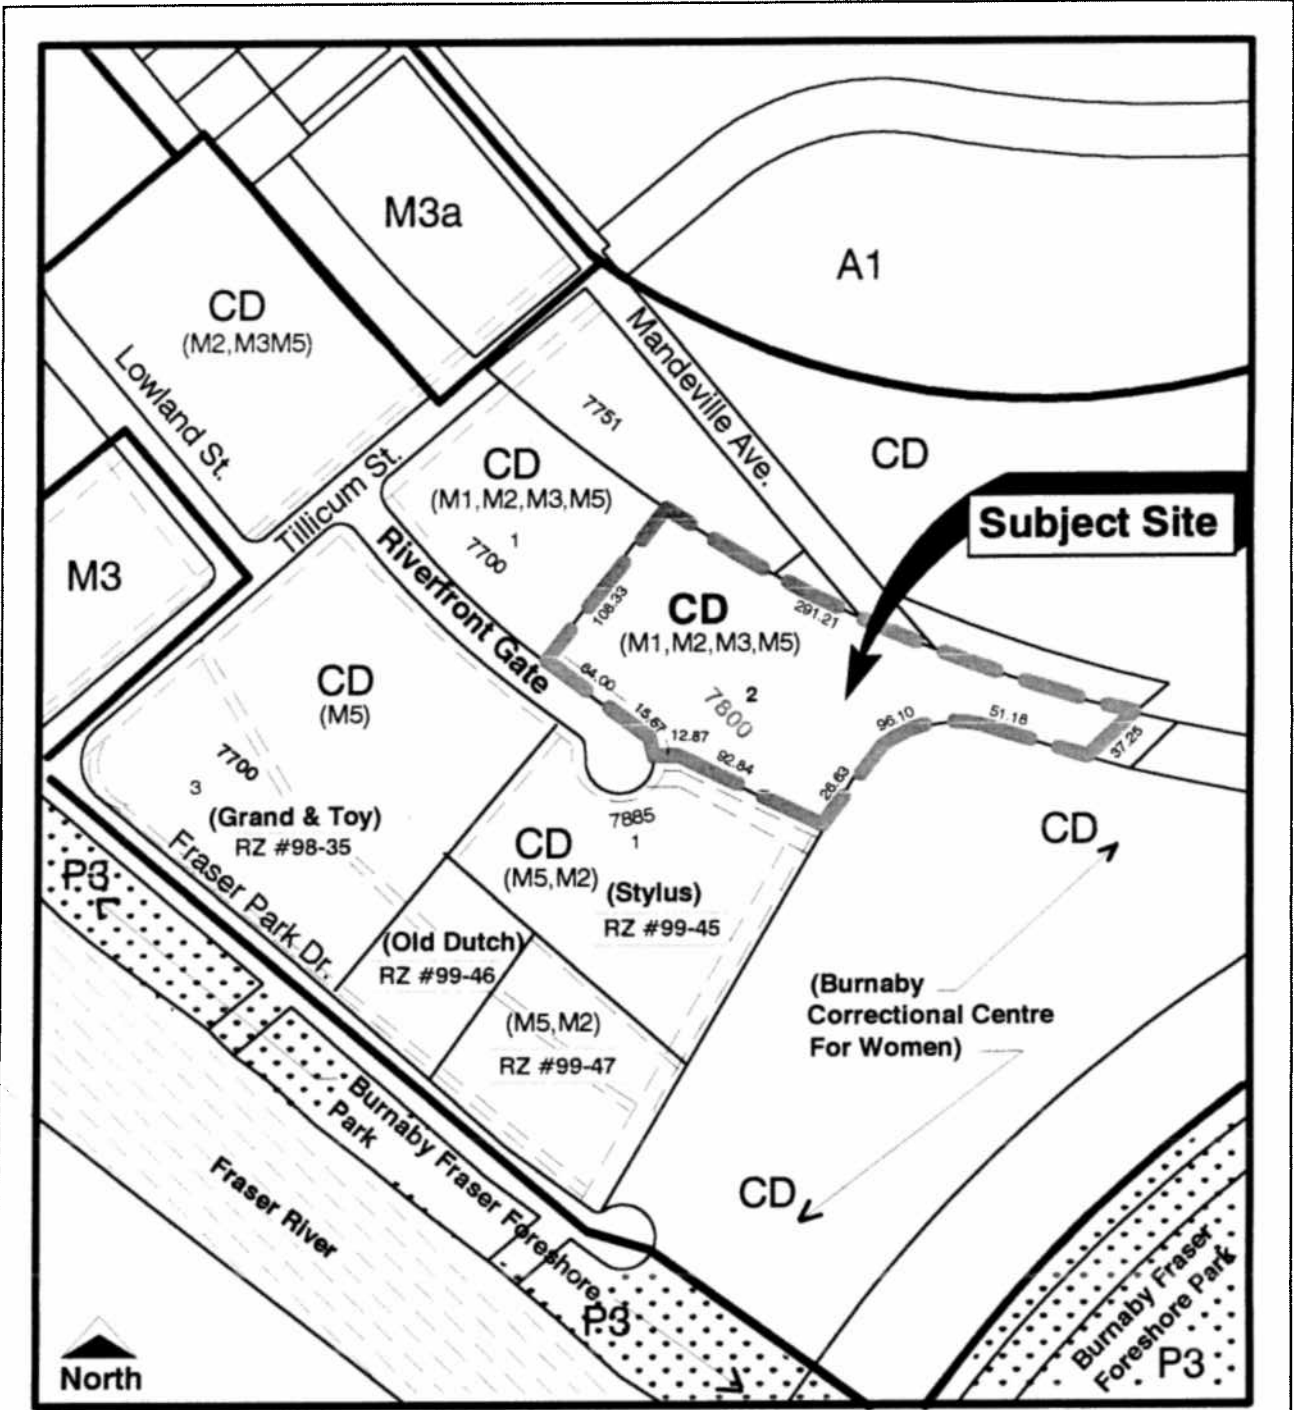 M3a
A1
CD
(M2,M3M5)
Lowland St.
Mandeville Ave.
7751
CD
Tillicum St.
CD
(M1,M2,M3,M5)
1
7700
Subject Site
M3
Riverfront Gate
108.33
CD
(M1,M2,M3,M5)
291.21
2
7800
64.00
15.67
12.87
92.84
26.63
96.10
51.18
37.25
CD
(M5)
7700
3
(Grand & Toy)
RZ #98-35
Fraser Park Dr.
7885
1
CD
(M5,M2)
(Stylus)
RZ #99-45
CD
P3
(Old Dutch)
RZ #99-46
(M5,M2)
RZ #99-47
(Burnaby
Correctional Centre
For Women)
Burnaby Fraser Foreshore
Park
Fraser River
CD
P3
Burnaby Fraser
Foreshore Park
P3
North